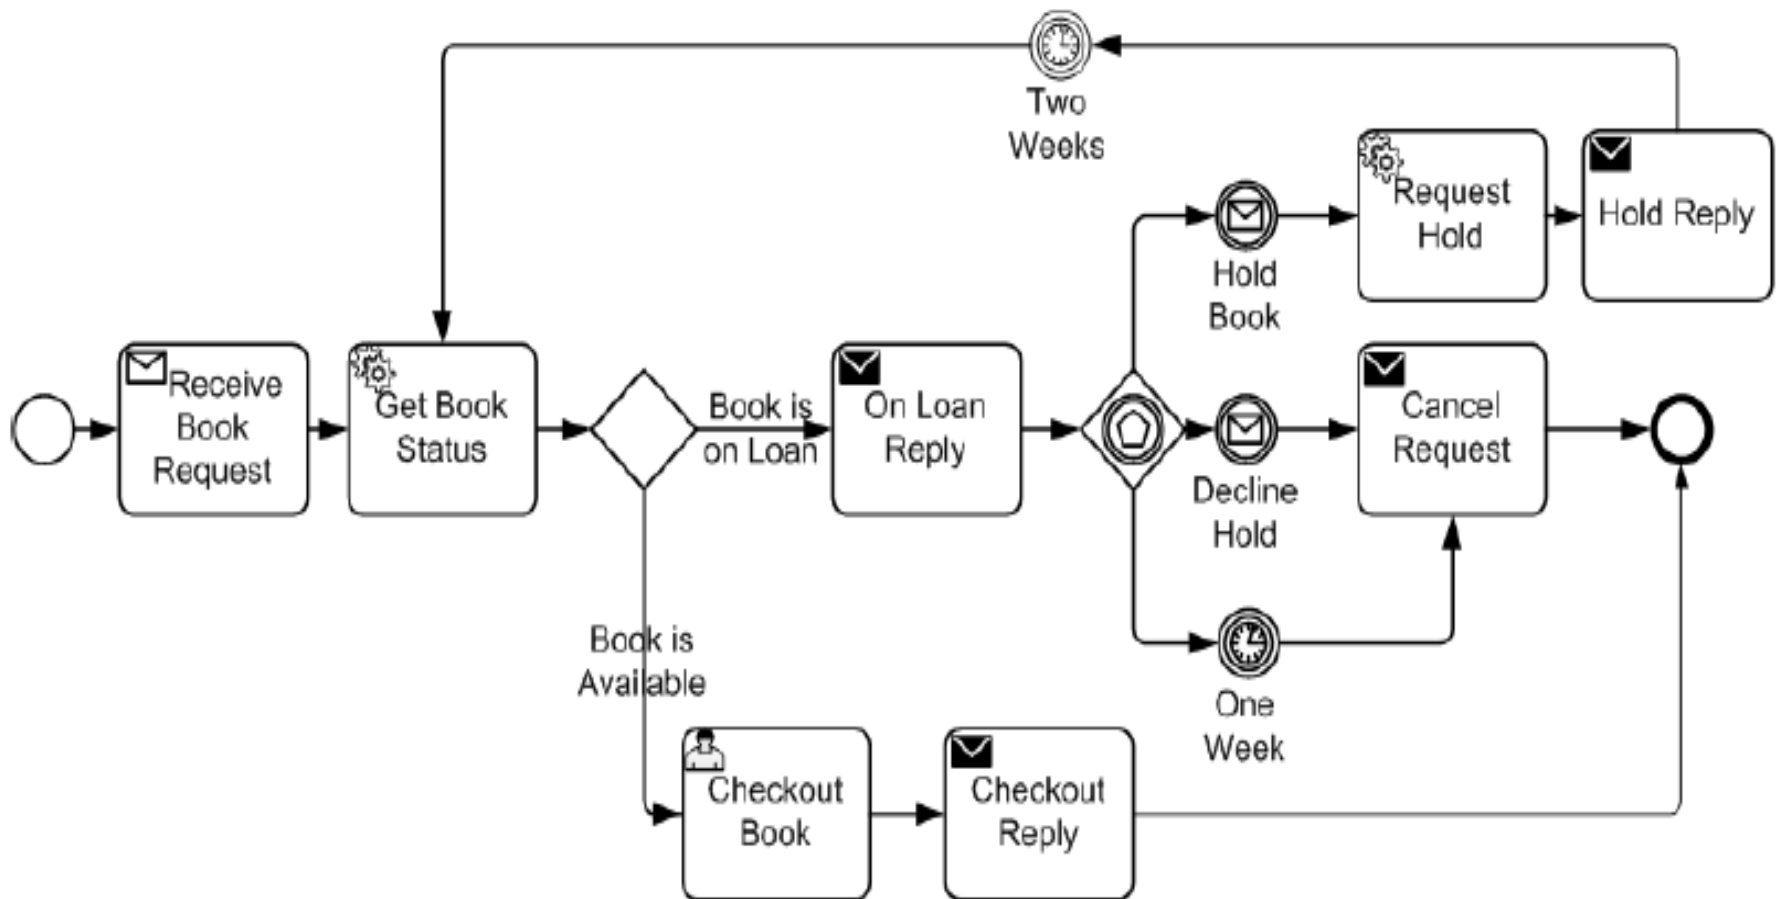 Two
Weeks
Request
Hold
Hold Reply
Hold
Book
Receive
Book
Request
Get Book
Status
Book is
on Loan
On Loan
Reply
Decline
Hold
Cancel
Request
Book is
Available
One
Week
Checkout
Book
Checkout
Reply